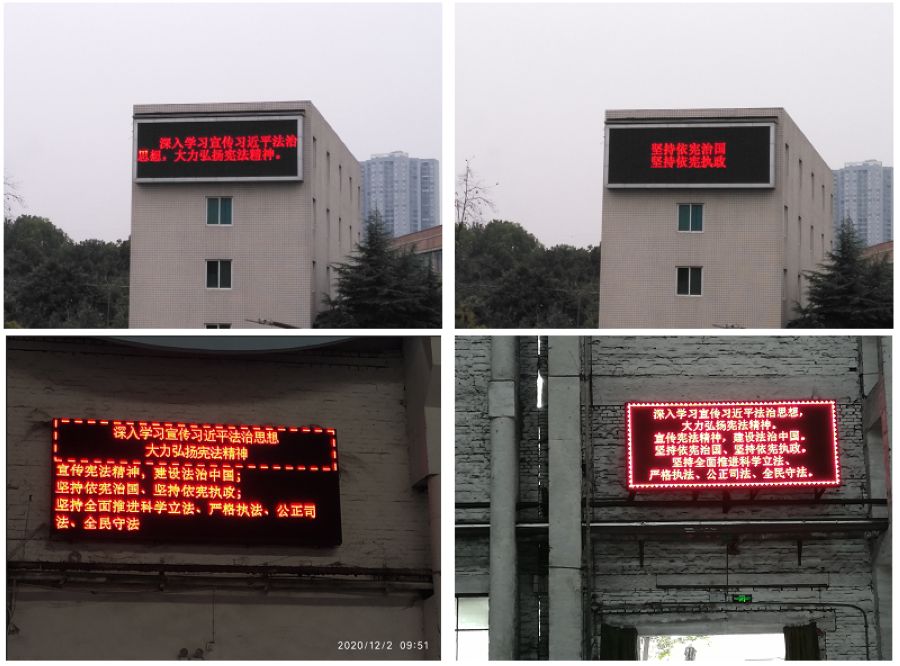 深入学习宣传习近平法治
思想，大力弘扬宪法精神。
坚持依宪治国
坚持依宪执政
深入学习宣传习近平法治思想
大力弘扬宪法精神
宣传宪法精神，建设法治中国；
坚持依宪治国、坚持依宪执政；
坚持全面推进科学立法、严格执法、公正司
法、全民守法
2020/12/2 09:51
深入学习宣传习近平法治思想，
大力弘扬宪法精神。
宣传宪法精神，建设法治中国。
坚持依宪治国、坚持依宪执政。
坚持全面推进科学立法、
严格执法、公正司法、全民守法。